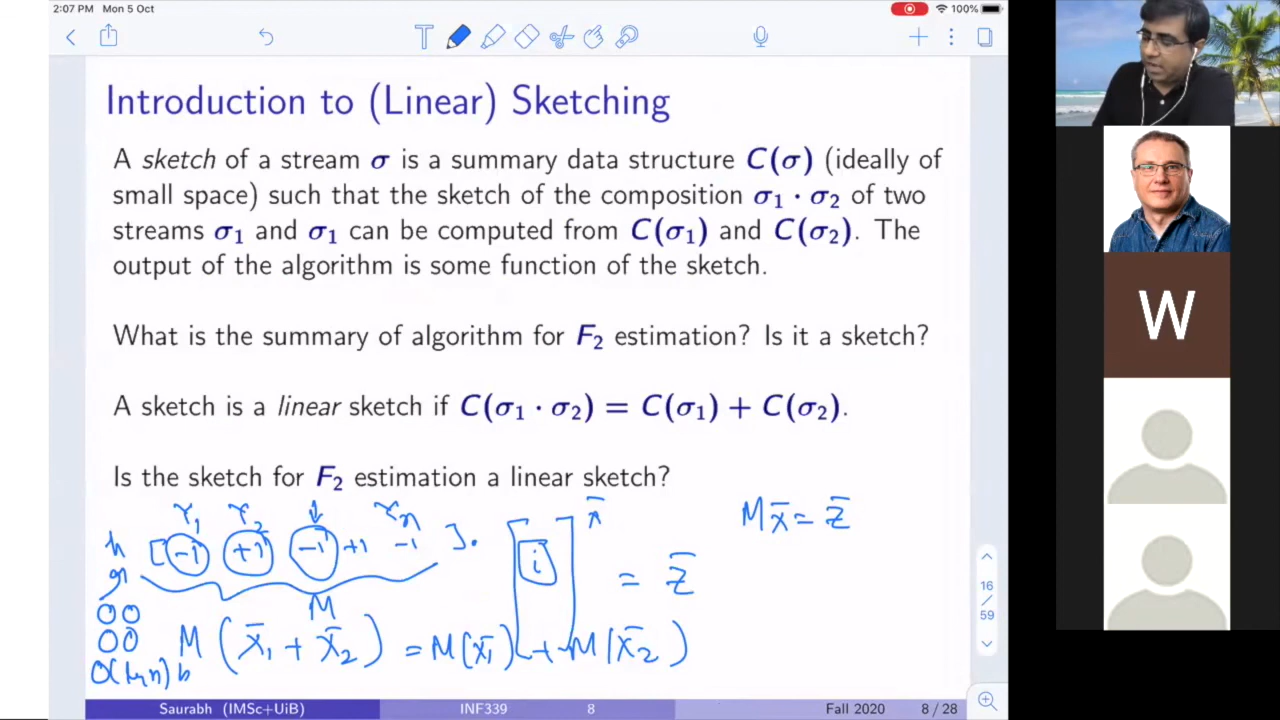 2:07 PM Mon 5 Oct
100%
Introduction to (Linear) Sketching
A sketch of a stream σ is a summary data structure C(σ) (ideally of
small space) such that the sketch of the composition σ₁ · σ₂ of two
streams σ₁ and σ₁ can be computed from C(σ₁) and C(σ₂). The
output of the algorithm is some function of the sketch.
What is the summary of algorithm for F₂ estimation? Is it a sketch?
A sketch is a linear sketch if C(σ₁ · σ₂) = C(σ₁) + C(σ₂).
Is the sketch for F₂ estimation a linear sketch?
[ -1 +1 -1 +1 -1 ] · [ i ] = z̄
M x̄ = z̄
M
M ( x̄₁ + x̄₂ ) = M(x̄₁) + M(x̄₂)
W
16
/
59
Saurabh (IMSc+UiB) INF339 8 Fall 2020 8 / 28